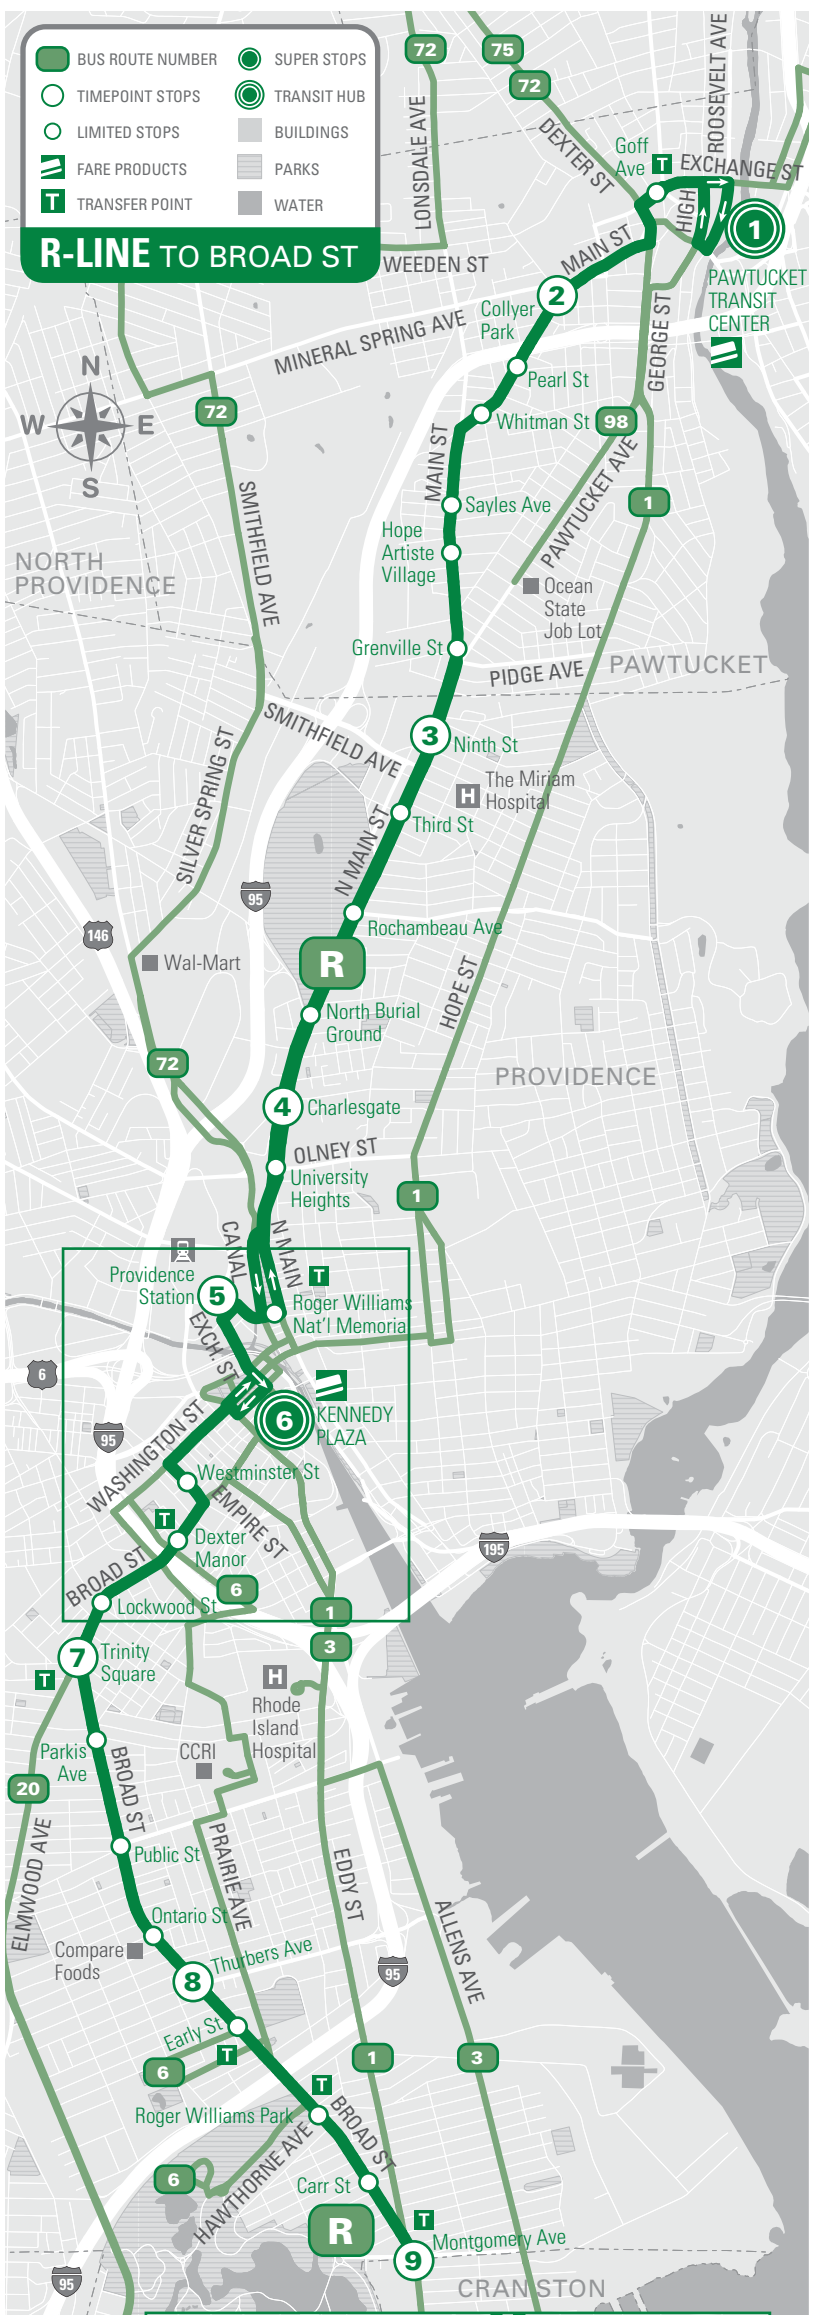 BUS ROUTE NUMBER
SUPER STOPS
TIMEPOINT STOPS
TRANSIT HUB
LIMITED STOPS
BUILDINGS
FARE PRODUCTS
PARKS
T TRANSFER POINT
WATER
R-LINE TO BROAD ST
72
75
72
LONSDALE AVE
DEXTER ST
ROOSEVELT AVE
Goff
Ave
T
EXCHANGE ST
HIGH
1
MAIN ST
WEEDEN ST
PAWTUCKET
TRANSIT
CENTER
2
Collyer
Park
MINERAL SPRING AVE
GEORGE ST
N
W
E
S
Pearl St
72
Whitman St
98
MAIN ST
PAWTUCKET AVE
1
SMITHFIELD AVE
Sayles Ave
Hope
Artiste
Village
NORTH
PROVIDENCE
Ocean
State
Job Lot
Grenville St
PIDGE AVE
PAWTUCKET
SMITHFIELD AVE
3
Ninth St
SILVER SPRING ST
H
The Miriam
Hospital
Third St
N MAIN ST
95
Rochambeau Ave
146
Wal-Mart
R
HOPE ST
North Burial
Ground
72
PROVIDENCE
4
Charlesgate
OLNEY ST
University
Heights
1
CANAL
N MAIN
Providence
Station
5
T
Roger Williams
Nat'l Memorial
EXCH. ST
6
6
KENNEDY
PLAZA
95
WASHINGTON ST
Westminster St
EMPIRE ST
T
Dexter
Manor
195
BROAD ST
6
Lockwood St
1
7
Trinity
Square
3
T
H
Rhode
Island
Hospital
Parkis
Ave
CCRI
20
BROAD ST
ELMWOOD AVE
Public St
PRAIRIE AVE
EDDY ST
ALLENS AVE
Ontario St
Compare
Foods
Thurbers Ave
8
95
Early St
T
6
1
3
T
Roger Williams Park
BROAD ST
6
HAWTHORNE AVE
Carr St
R
T
Montgomery Ave
9
95
CRANSTON